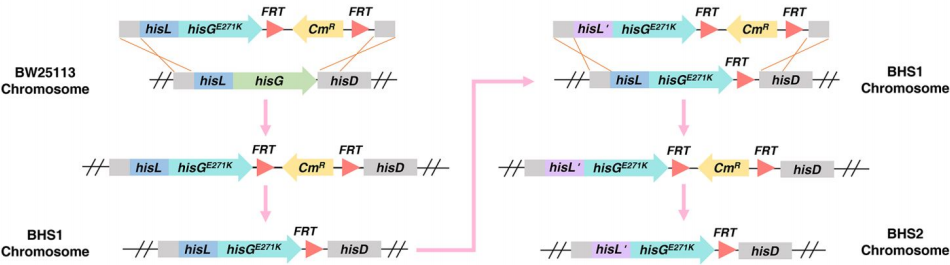 FRT FRT
hisL hisG^E271K Cm^R
BW25113
Chromosome
hisL hisG hisD
FRT FRT
hisL hisG^E271K Cm^R hisD
BHS1
Chromosome
FRT
hisL hisG^E271K hisD
FRT FRT
hisL' hisG^E271K Cm^R
FRT
hisL hisG^E271K hisD
BHS1
Chromosome
FRT FRT
hisL' hisG^E271K Cm^R hisD
FRT
hisL' hisG^E271K hisD
BHS2
Chromosome